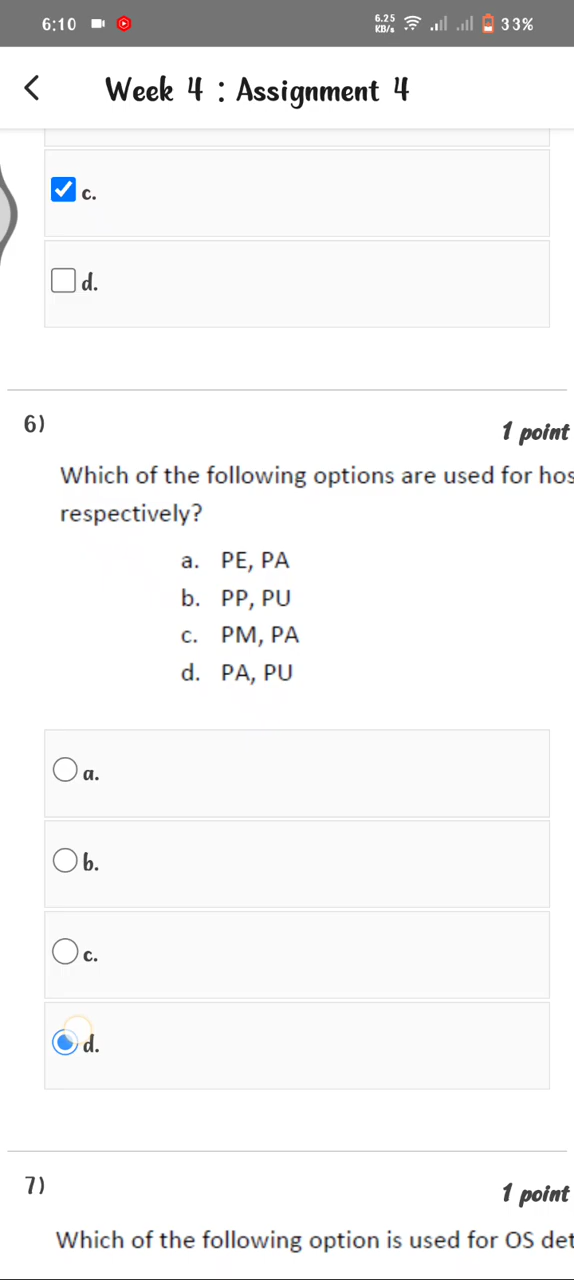 6:10
6.25
KB/s
33%
Week 4 : Assignment 4
c.
d.
6)
1 point
Which of the following options are used for hos
respectively?
a. PE, PA
b. PP, PU
c. PM, PA
d. PA, PU
a.
b.
c.
d.
7)
1 point
Which of the following option is used for OS det